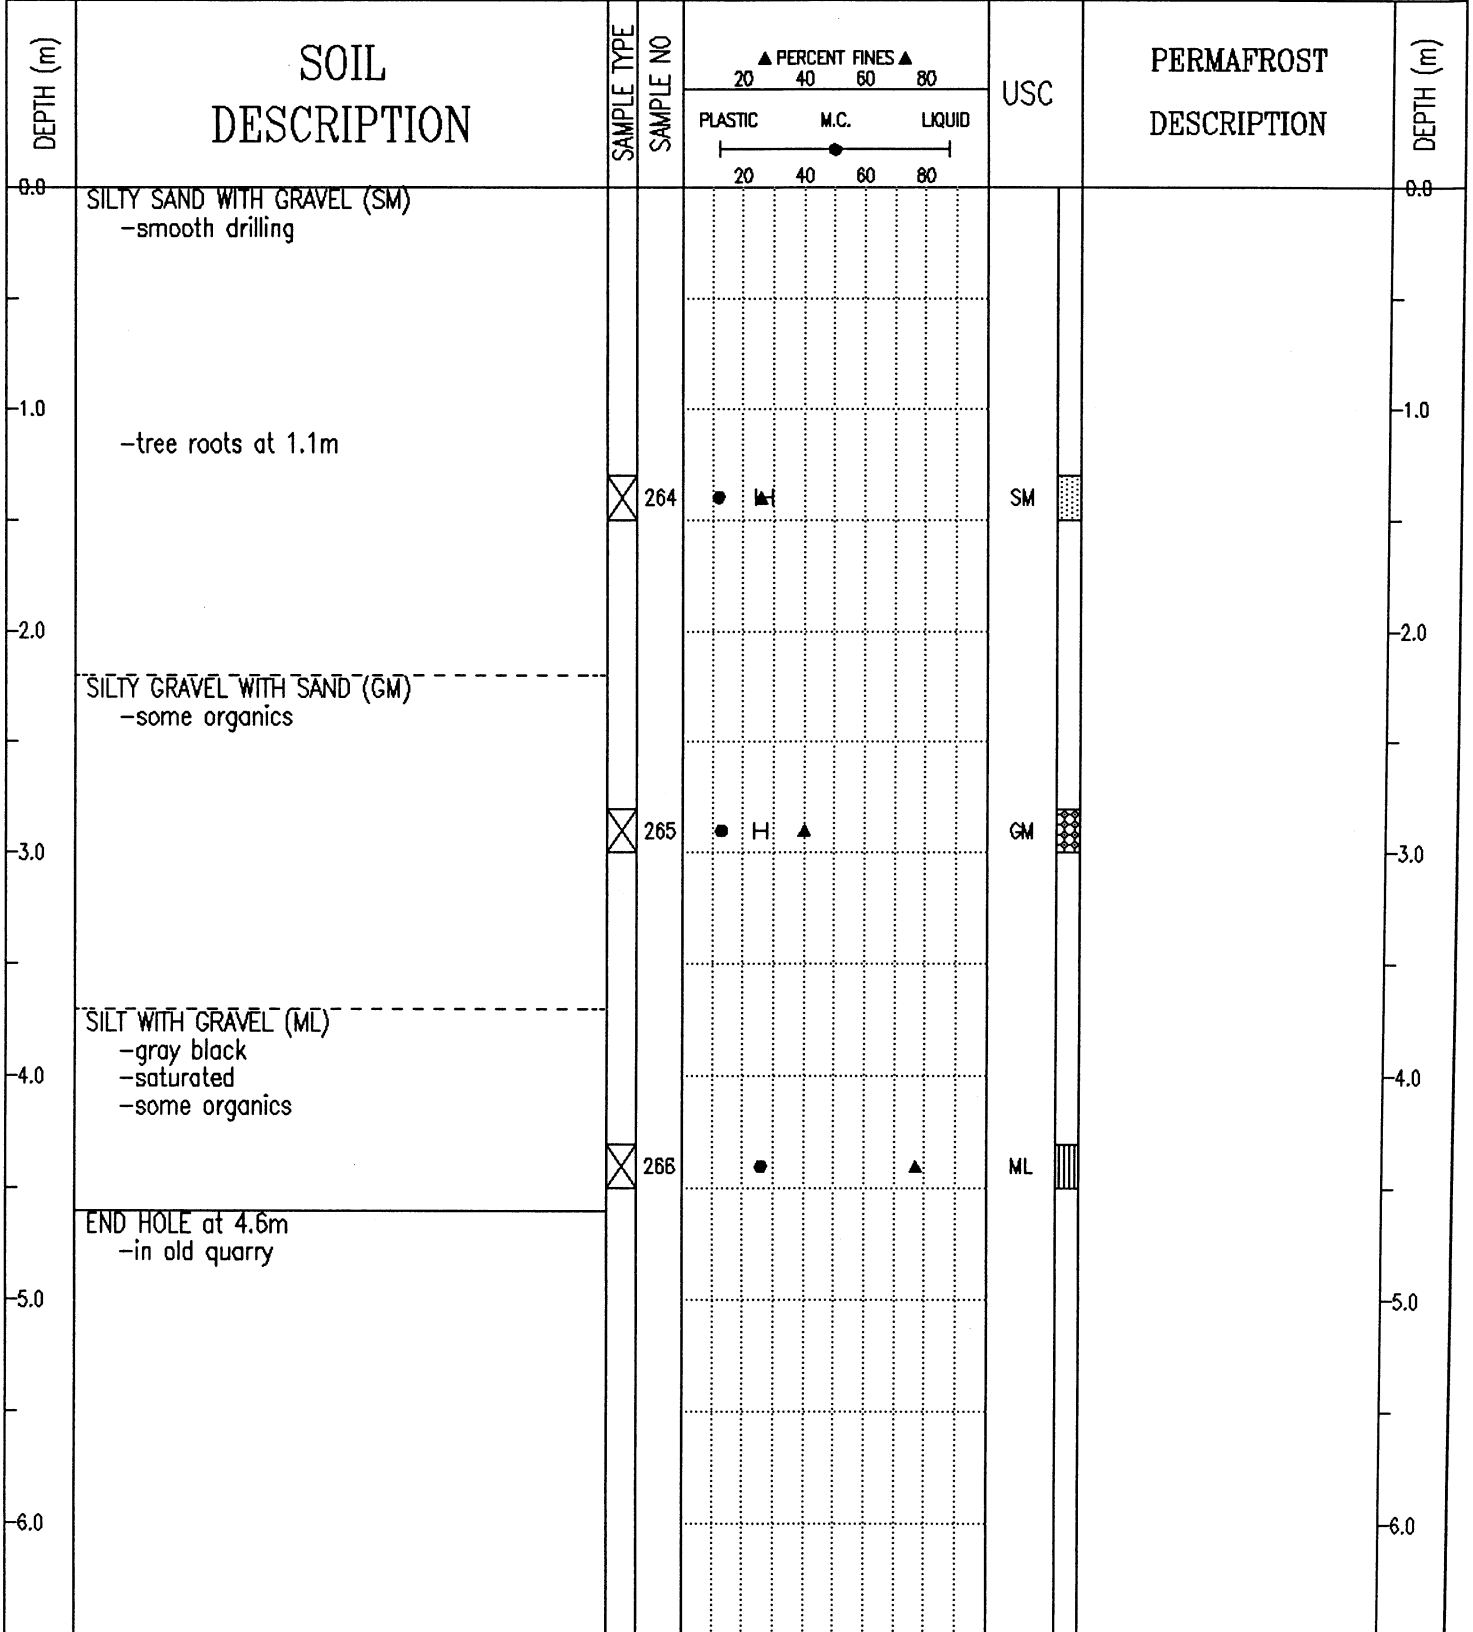 DEPTH (m)
SOIL
DESCRIPTION
SAMPLE TYPE
SAMPLE NO
▲ PERCENT FINES ▲
20 40 60 80
PLASTIC M.C. LIQUID
20 40 60 80
USC
PERMAFROST
DESCRIPTION
DEPTH (m)
0.0 0.0
SILTY SAND WITH GRAVEL (SM)
-smooth drilling
1.0 1.0
-tree roots at 1.1m
264 SM
2.0 2.0
SILTY GRAVEL WITH SAND (GM)
-some organics
265 GM
3.0 3.0
SILT WITH GRAVEL (ML)
-gray black
4.0 -saturated 4.0
-some organics
266 ML
END HOLE at 4.6m
-in old quarry
5.0 5.0
6.0 6.0